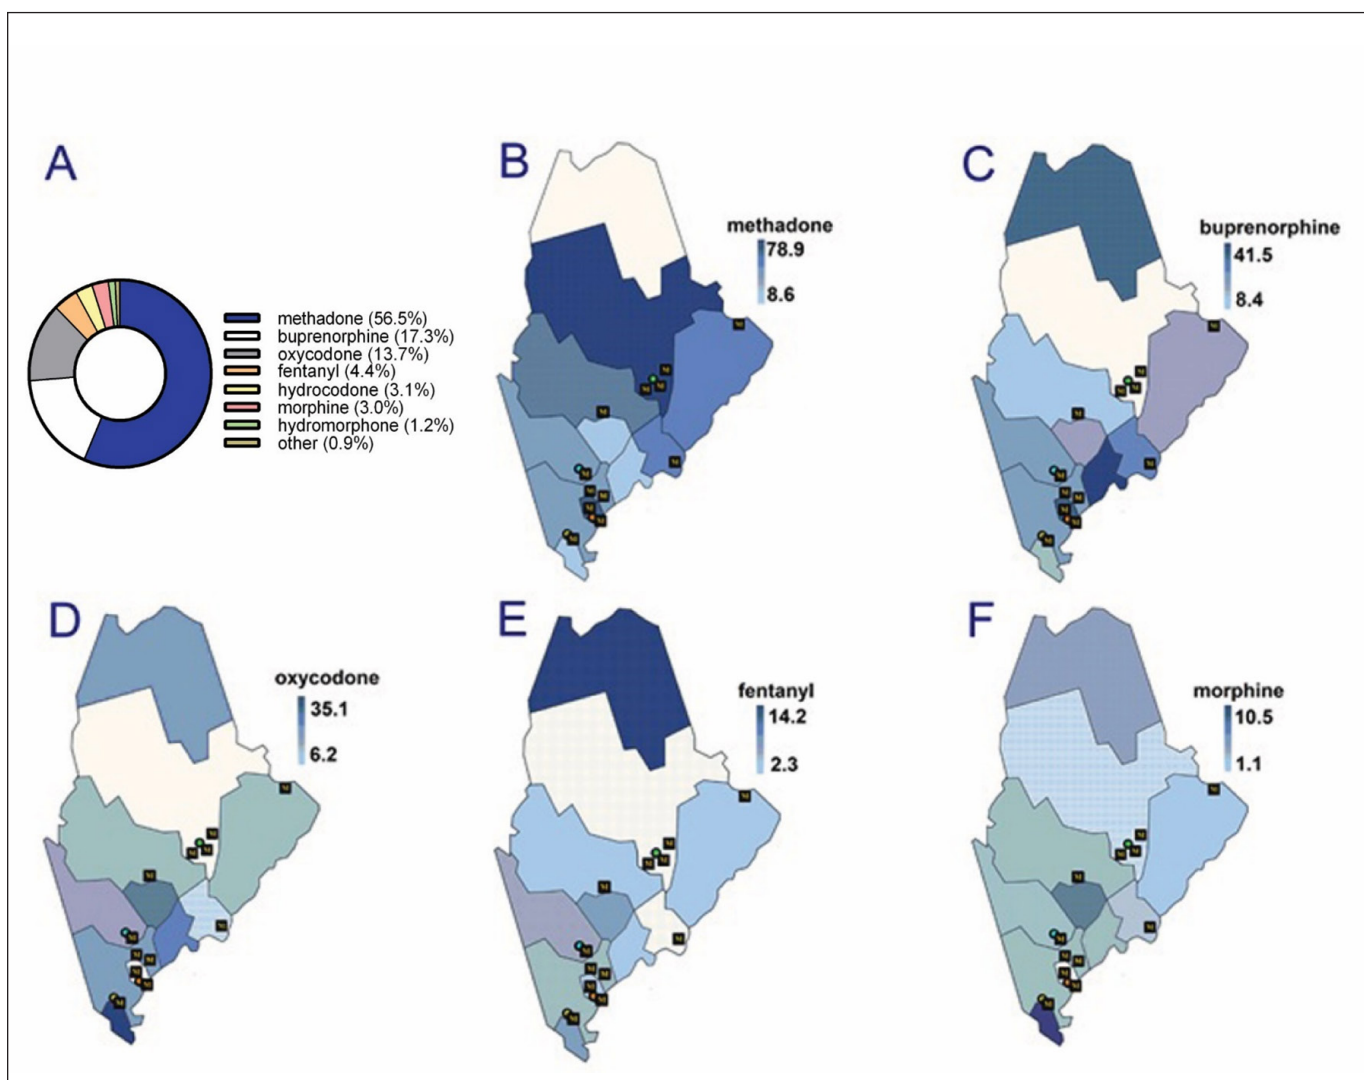 A
methadone (56.5%)
buprenorphine (17.3%)
oxycodone (13.7%)
fentanyl (4.4%)
hydrocodone (3.1%)
morphine (3.0%)
hydromorphone (1.2%)
other (0.9%)
B
methadone
78.9
8.6
M
M
M
M
M
M
M
M
M
M
M
M
M
C
buprenorphine
41.5
8.4
M
M
M
M
M
M
M
M
M
M
M
M
M
D
oxycodone
35.1
6.2
M
M
M
M
M
M
M
M
M
M
M
M
M
E
fentanyl
14.2
2.3
M
M
M
M
M
M
M
M
M
M
M
M
M
F
morphine
10.5
1.1
M
M
M
M
M
M
M
M
M
M
M
M
M